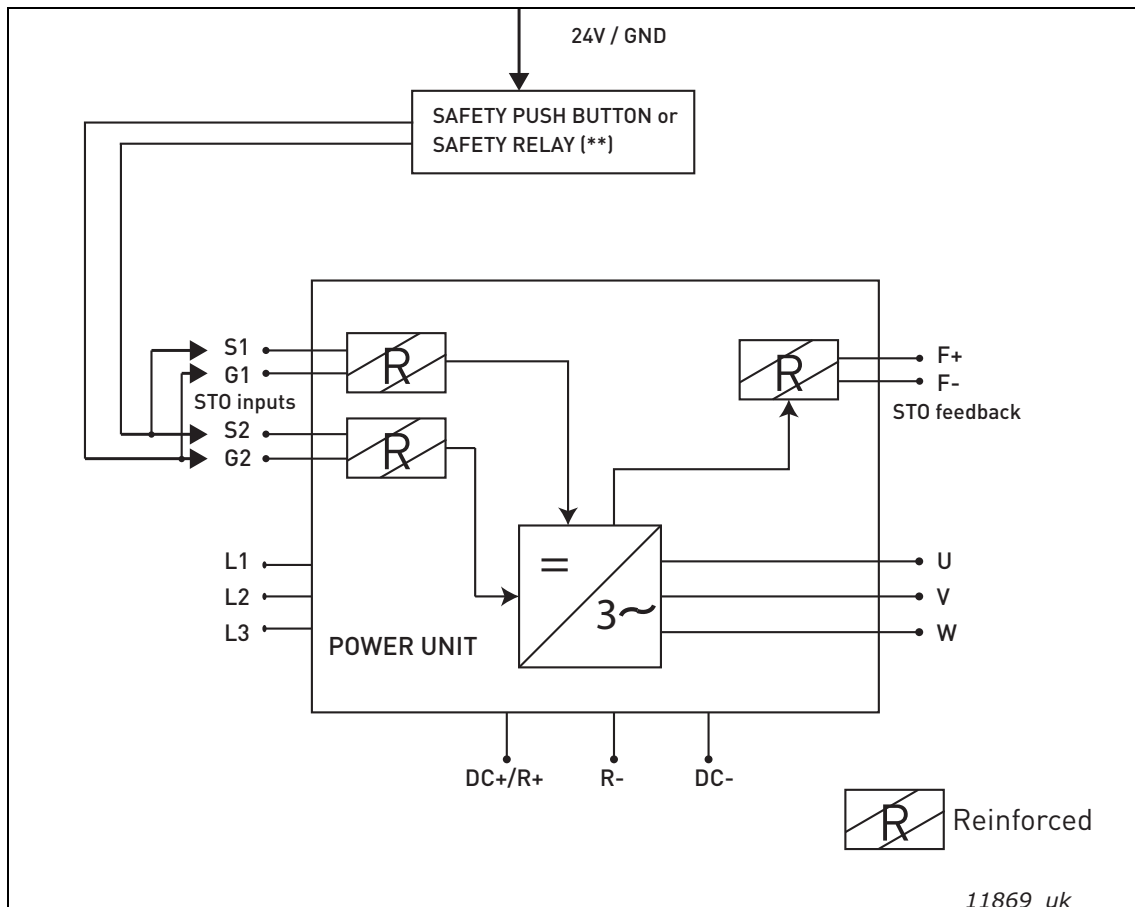 24V / GND
SAFETY PUSH BUTTON or
SAFETY RELAY (**)
S1
G1
STO inputs
S2
G2
R
R
R
F+
F-
STO feedback
L1
L2
L3
=
3~
U
V
W
POWER UNIT
DC+/R+
R-
DC-
R
Reinforced
11869_uk